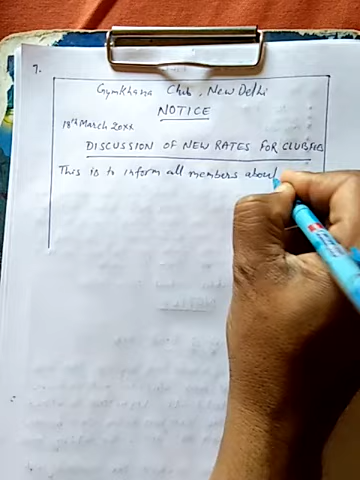 7.
Gymkhana Club, New Delhi
NOTICE
18th March 20xx
DISCUSSION OF NEW RATES FOR CLUB
This is to inform all members about